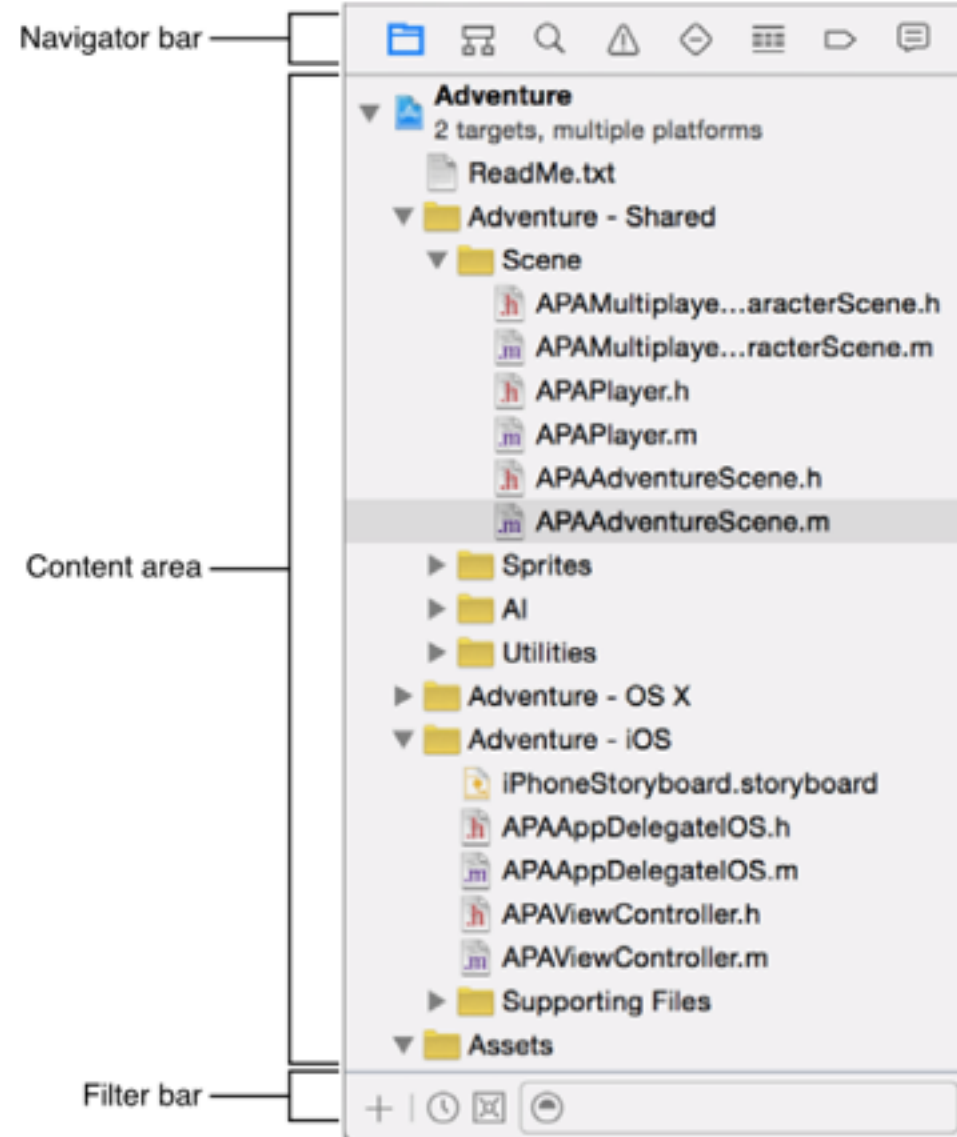 Navigator bar
Adventure
2 targets, multiple platforms
ReadMe.txt
Adventure - Shared
Scene
.h APAMultiplaye...aracterScene.h
.m APAMultiplaye...racterScene.m
.h APAPlayer.h
.m APAPlayer.m
.h APAAdventureScene.h
.m APAAdventureScene.m
Content area
Sprites
AI
Utilities
Adventure - OS X
Adventure - iOS
iPhoneStoryboard.storyboard
.h APAAppDelegateIOS.h
.m APAAppDelegateIOS.m
.h APAViewController.h
.m APAViewController.m
Supporting Files
Assets
Filter bar